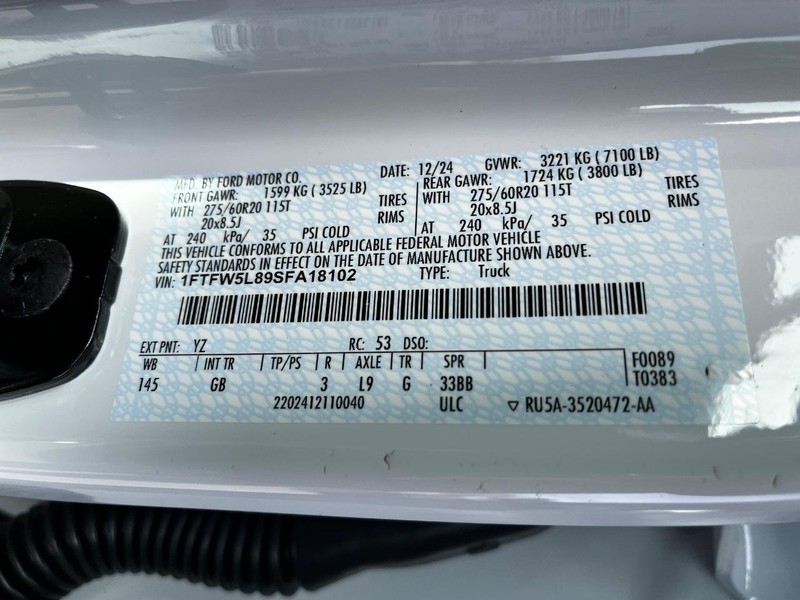 MFD. BY FORD MOTOR CO. DATE: 12/24 GVWR: 3221 KG ( 7100 LB)
FRONT GAWR: 1599 KG ( 3525 LB) REAR GAWR: 1724 KG ( 3800 LB)
WITH 275/60R20 115T TIRES WITH 275/60R20 115T TIRES
20x8.5J RIMS 20x8.5J RIMS
AT 240 kPa/ 35 PSI COLD AT 240 kPa/ 35 PSI COLD
THIS VEHICLE CONFORMS TO ALL APPLICABLE FEDERAL MOTOR VEHICLE
SAFETY STANDARDS IN EFFECT ON THE DATE OF MANUFACTURE SHOWN ABOVE.
VIN: 1FTFW5L89SFA18102 TYPE: Truck
EXT PNT: YZ RC: 53 DSO:
WB INT TR TP/PS R AXLE TR SPR F0089
145 GB 3 L9 G 33BB T0383
2202412110040 ULC ▽ RU5A-3520472-AA